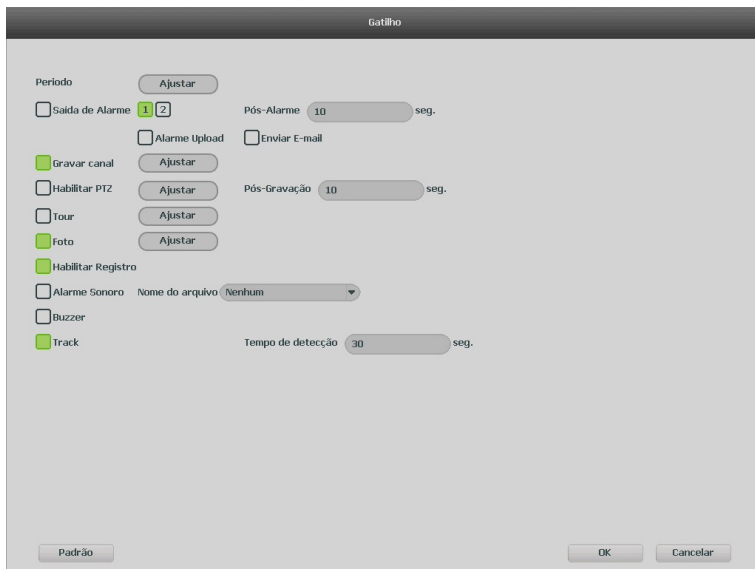 Gatilho
Periodo Ajustar
Saída de Alarme 1 2 Pós-Alarme 10 seg.
Alarme Upload Enviar E-mail
Gravar canal Ajustar
Habilitar PTZ Ajustar Pós-Gravação 10 seg.
Tour Ajustar
Foto Ajustar
Habilitar Registro
Alarme Sonoro Nome do arquivo Nenhum
Buzzer
Track Tempo de detecção 30 seg.
Padrão OK Cancelar